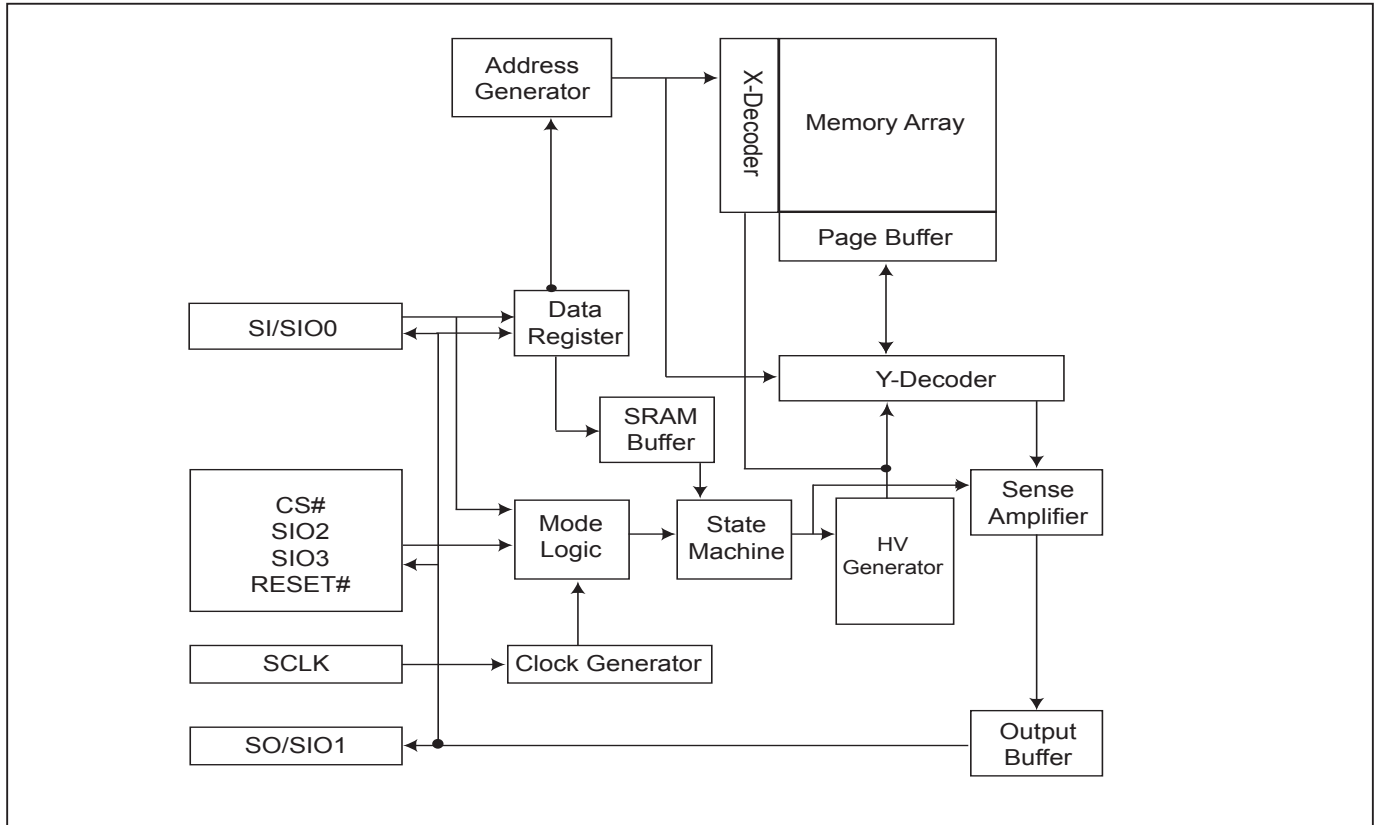 Address
Generator
X-Decoder
Memory Array
Page Buffer
SI/SIO0
Data
Register
Y-Decoder
SRAM
Buffer
CS#
SIO2
SIO3
RESET#
Mode
Logic
State
Machine
HV
Generator
Sense
Amplifier
SCLK
Clock Generator
SO/SIO1
Output
Buffer